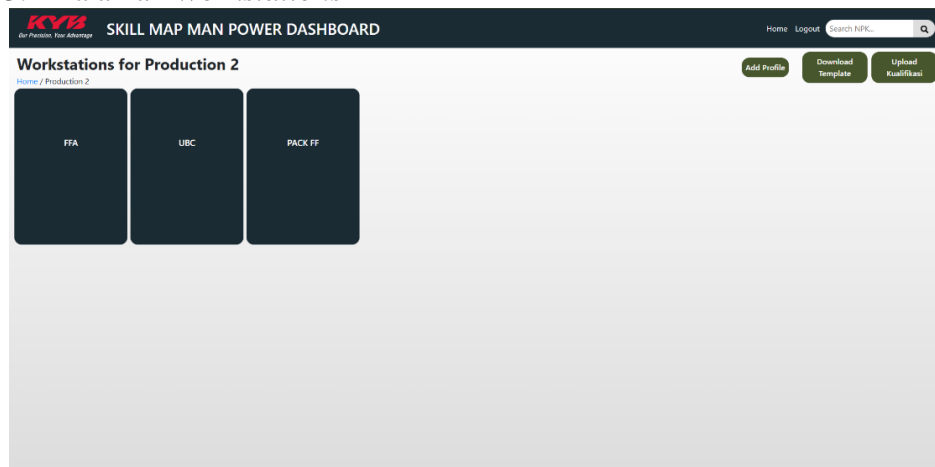 KYB
Our Precision, Your Advantage
SKILL MAP MAN POWER DASHBOARD
Home Logout Search NPK...
Workstations for Production 2
Home / Production 2
Add Profile
Download
Template
Upload
Kualifikasi
FFA
UBC
PACK FF